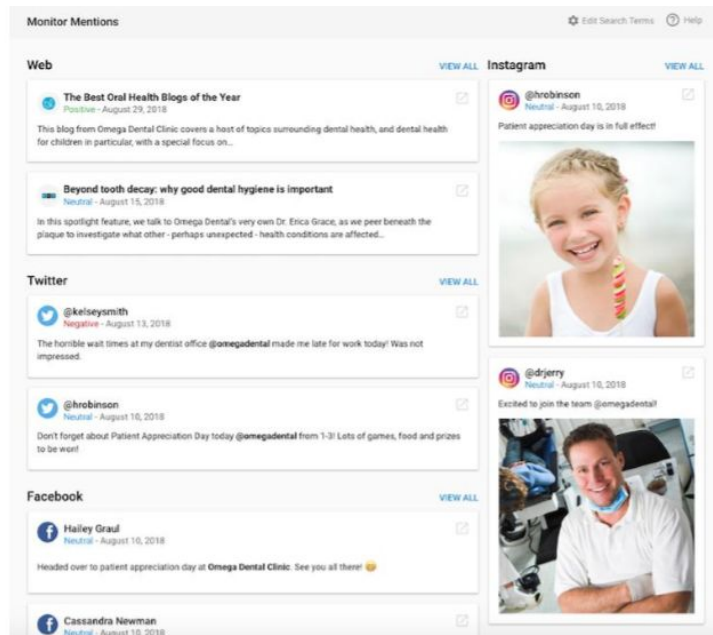 Monitor Mentions
Edit Search Terms
Help
Web
VIEW ALL
The Best Oral Health Blogs of the Year
Positive - August 29, 2018
This blog from Omega Dental Clinic covers a host of topics surrounding dental health, and dental health
for children in particular, with a special focus on...
Beyond tooth decay: why good dental hygiene is important
Neutral - August 15, 2018
In this spotlight feature, we talk to Omega Dental's very own Dr. Erica Grace, as we peer beneath the
plaque to investigate what other - perhaps unexpected - health conditions are affected...
Twitter
VIEW ALL
@kelseysmith
Negative - August 13, 2018
The horrible wait times at my dentist office @omegadental made me late for work today! Was not
impressed.
@hrobinson
Neutral - August 10, 2018
Don't forget about Patient Appreciation Day today @omegadental from 1-3! Lots of games, food and prizes
to be won!
Facebook
VIEW ALL
Hailey Graul
Neutral - August 10, 2018
Headed over to patient appreciation day at Omega Dental Clinic. See you all there! 😄
Cassandra Newman
Neutral - August 10, 2018
Instagram
VIEW ALL
@hrobinson
Neutral - August 10, 2018
Patient appreciation day is in full effect!
@drjerry
Neutral - August 10, 2018
Excited to join the team @omegadental!